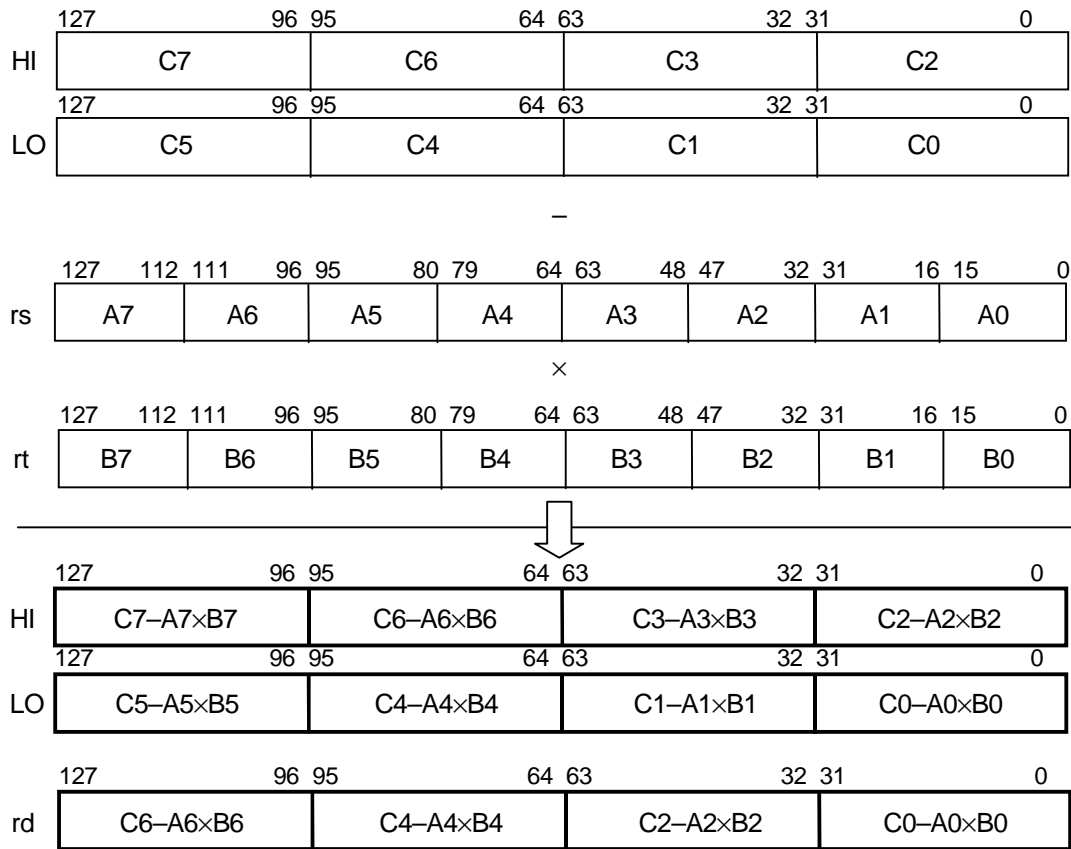 127 96 95 64 63 32 31 0
HI C7 C6 C3 C2
127 96 95 64 63 32 31 0
LO C5 C4 C1 C0
–
127 112 111 96 95 80 79 64 63 48 47 32 31 16 15 0
rs A7 A6 A5 A4 A3 A2 A1 A0
×
127 112 111 96 95 80 79 64 63 48 47 32 31 16 15 0
rt B7 B6 B5 B4 B3 B2 B1 B0
127 96 95 64 63 32 31 0
HI C7–A7×B7 C6–A6×B6 C3–A3×B3 C2–A2×B2
127 96 95 64 63 32 31 0
LO C5–A5×B5 C4–A4×B4 C1–A1×B1 C0–A0×B0
127 96 95 64 63 32 31 0
rd C6–A6×B6 C4–A4×B4 C2–A2×B2 C0–A0×B0